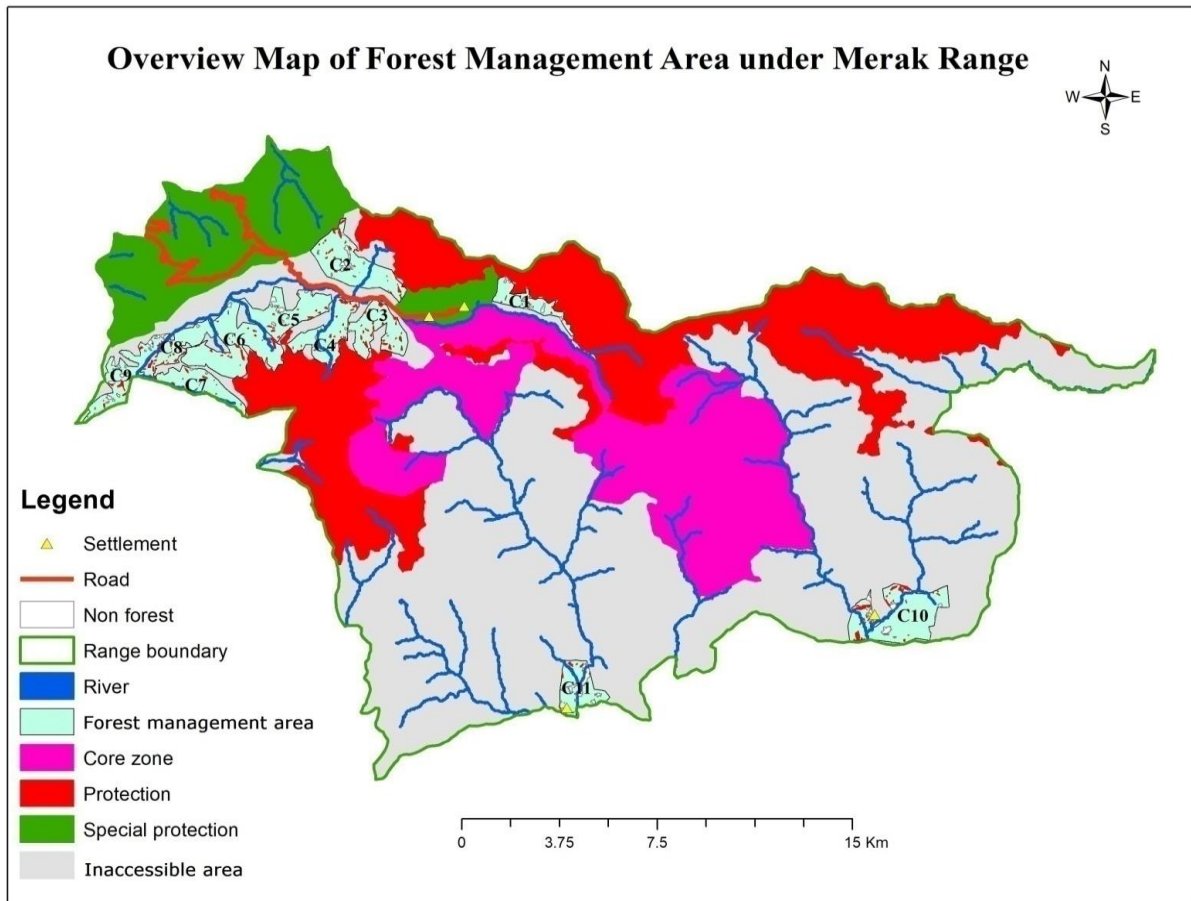 Overview Map of Forest Management Area under Merak Range
N
W E
S
C2
C1
C5
C3
C8
C6
C4
C9
C7
C10
C11
Legend
Settlement
Road
Non forest
Range boundary
River
Forest management area
Core zone
Protection
Special protection
Inaccessible area
0 3.75 7.5 15 Km